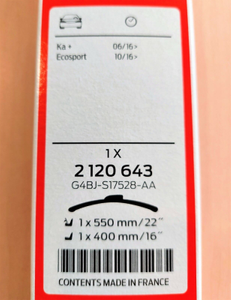 Ka + 06/16>
Ecosport 10/16>
1 X
2 120 643
G4BJ-S17528-AA
1 x 550 mm/22"
1 x 400 mm/16"
CONTENTS MADE IN FRANCE